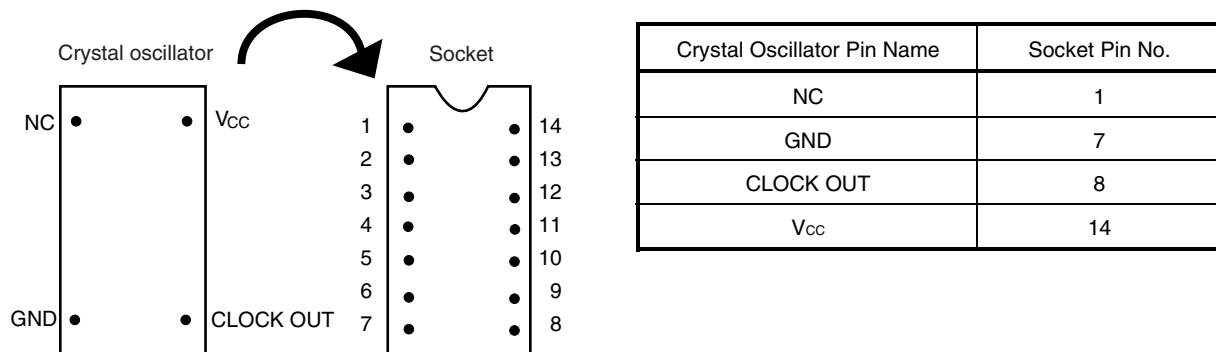 Crystal oscillator
NC
VCC
GND
CLOCK OUT
Socket
1
14
2
13
3
12
4
11
5
10
6
9
7
8
Crystal Oscillator Pin Name Socket Pin No.
NC 1
GND 7
CLOCK OUT 8
VCC 14